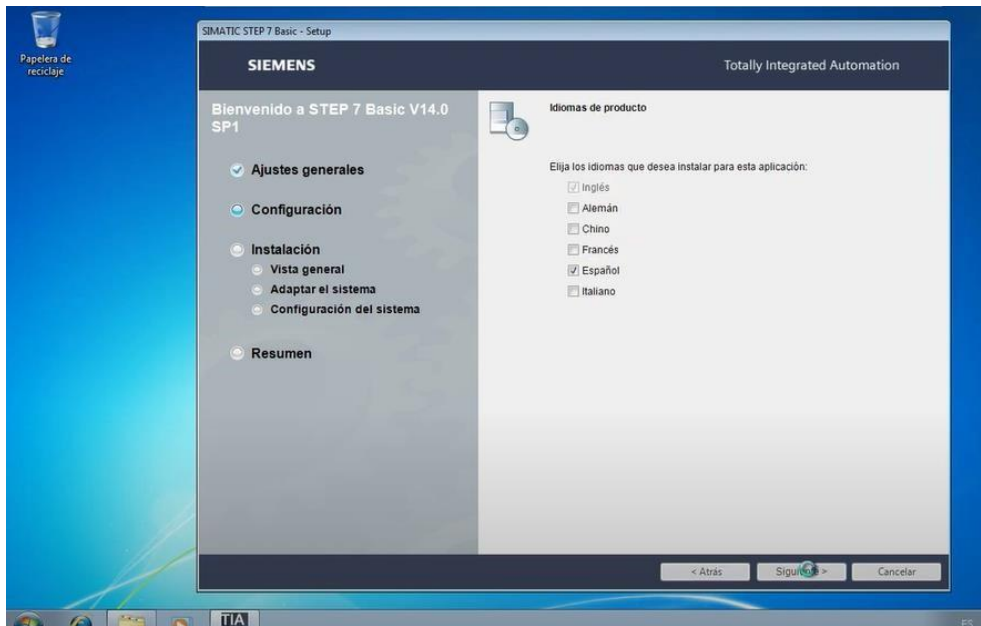 Papelera de
reciclaje
SIMATIC STEP 7 Basic - Setup
SIEMENS
Totally Integrated Automation
Bienvenido a STEP 7 Basic V14.0
SP1
Ajustes generales
Configuración
Instalación
Vista general
Adaptar el sistema
Configuración del sistema
Resumen
Idiomas de producto
Elija los idiomas que desea instalar para esta aplicación:
Inglés
Alemán
Chino
Francés
Español
Italiano
< Atrás
Siguiente >
Cancelar
TIA
ES